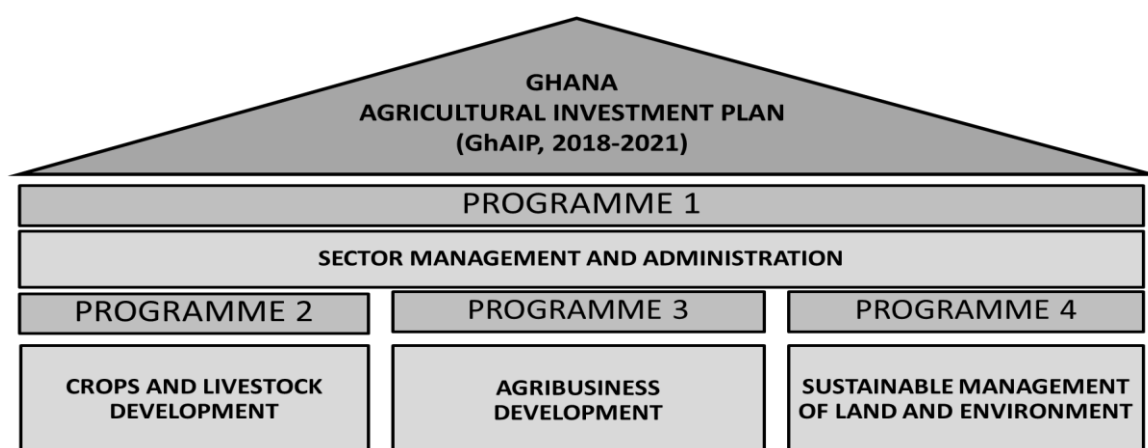 GHANA
AGRICULTURAL INVESTMENT PLAN
(GhAIP, 2018-2021)
PROGRAMME 1
SECTOR MANAGEMENT AND ADMINISTRATION
PROGRAMME 2
CROPS AND LIVESTOCK
DEVELOPMENT
PROGRAMME 3
AGRIBUSINESS
DEVELOPMENT
PROGRAMME 4
SUSTAINABLE MANAGEMENT
OF LAND AND ENVIRONMENT